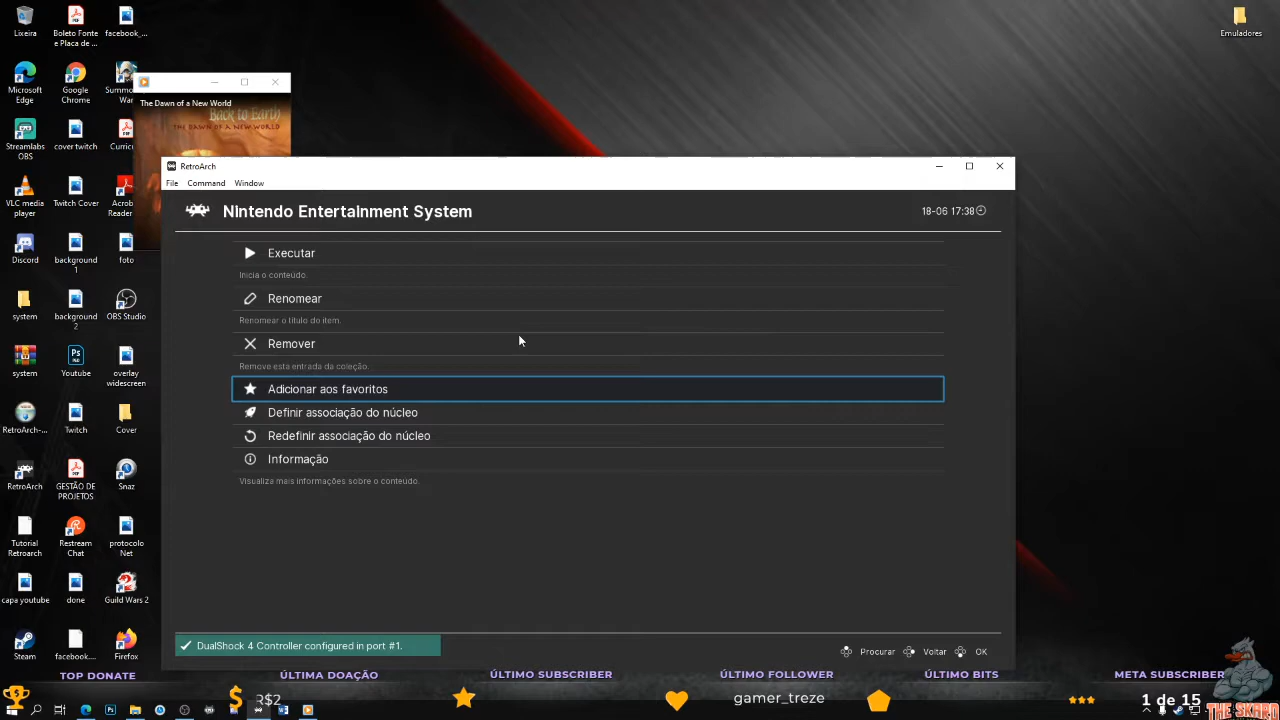 Lixeira
Boleto Fonte
e Placa de ...
facebook_...
Emuladores
Microsoft
Edge
Google
Chrome
Summon
War
The Dawn of a New World
Back to Earth
THE DAWN OF A NEW WORLD
Streamlabs
OBS
cover twitch
Curricu
VLC media
player
Twitch Cover
Acrob
Reader
Discord
background
1
foto
system
background
2
OBS Studio
system
Youtube
overlay
widescreen
RetroArch-...
Twitch
Cover
RetroArch
GESTÃO DE
PROJETOS
Snaz
Tutorial
Retroarch
Restream
Chat
protocolo
Net
capa youtube
done
Guild Wars 2
Steam
facebook....
Firefox
RetroArch
File Command Window
Nintendo Entertainment System
18-06 17:38
Executar
Inicia o conteúdo.
Renomear
Renomear o título do item.
Remover
Remove esta entrada da coleção.
Adicionar aos favoritos
Definir associação do núcleo
Redefinir associação do núcleo
Informação
Visualiza mais informações sobre o conteúdo.
DualShock 4 Controller configured in port #1.
Procurar Voltar OK
TOP DONATE
ÚLTIMA DOAÇÃO
ÚLTIMO SUBSCRIBER
ÚLTIMO FOLLOWER
ÚLTIMO BITS
META SUBSCRIBER
R$2
gamer_treze
1 de 15
THE SKARN